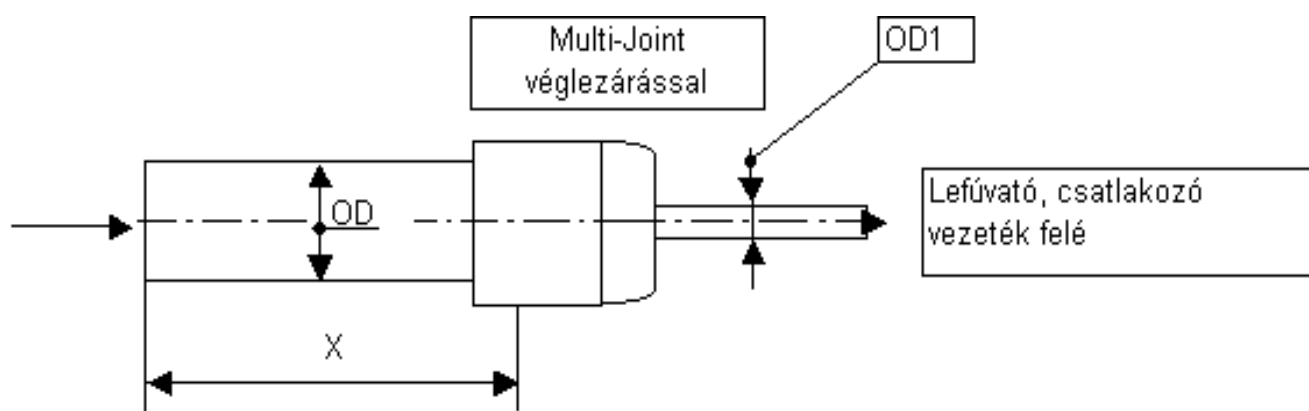 Multi-Joint
véglezárással
OD1
Lefúvató, csatlakozó
vezeték felé
OD
X